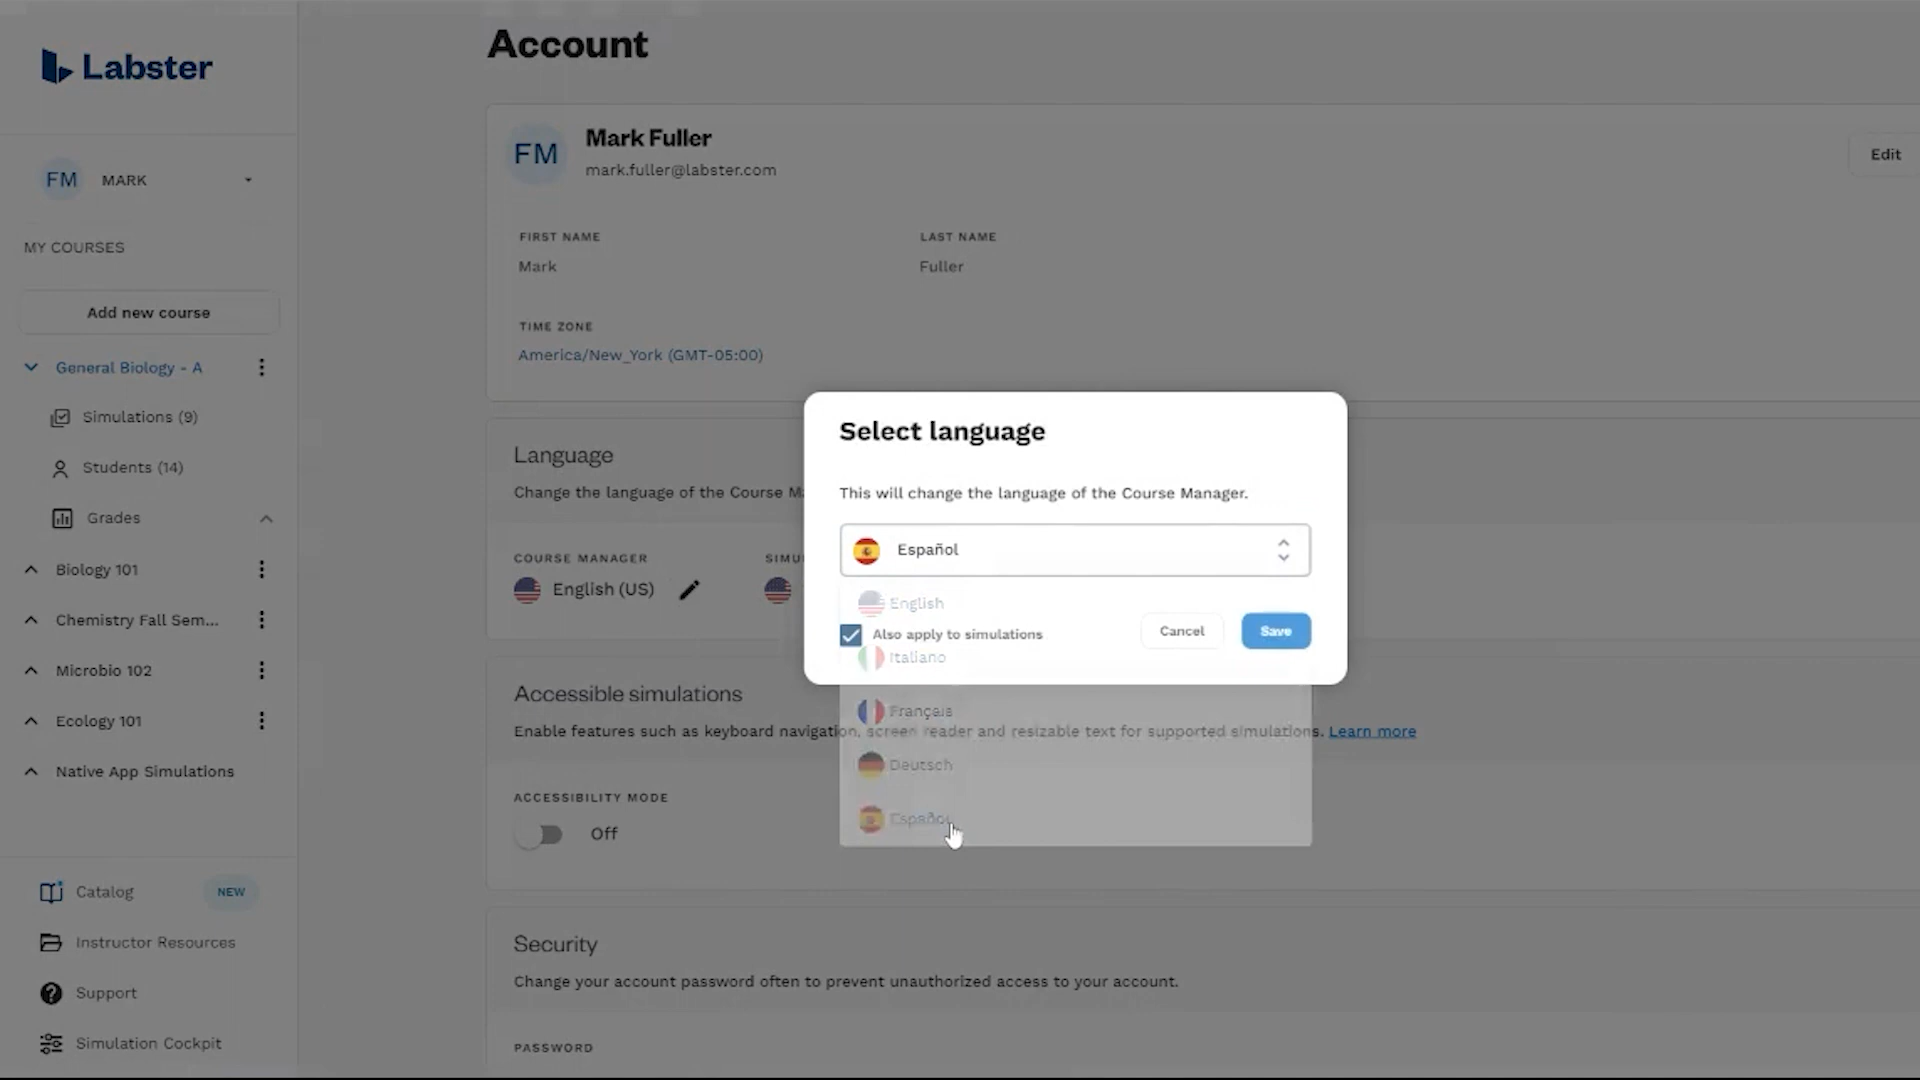 Labster
FM MARK
MY COURSES
Add new course
General Biology - A
Simulations (9)
Students (14)
Grades
Biology 101
Chemistry Fall Sem...
Microbio 102
Ecology 101
Native App Simulations
Catalog NEW
Instructor Resources
Support
Simulation Cockpit
Account
FM
Mark Fuller
mark.fuller@labster.com
Edit
FIRST NAME
Mark
LAST NAME
Fuller
TIME ZONE
America/New_York (GMT-05:00)
Language
Change the language of the Course
COURSE MANAGER
English (US)
Select language
This will change the language of the Course Manager.
Español
English
Also apply to simulations
Cancel
Save
Italiano
Français
Deutsch
Español
Accessible simulations
Enable features such as keyboard navigation, screen reader and resizable text for supported simulations. Learn more
ACCESSIBILITY MODE
Off
Security
Change your account password often to prevent unauthorized access to your account.
PASSWORD